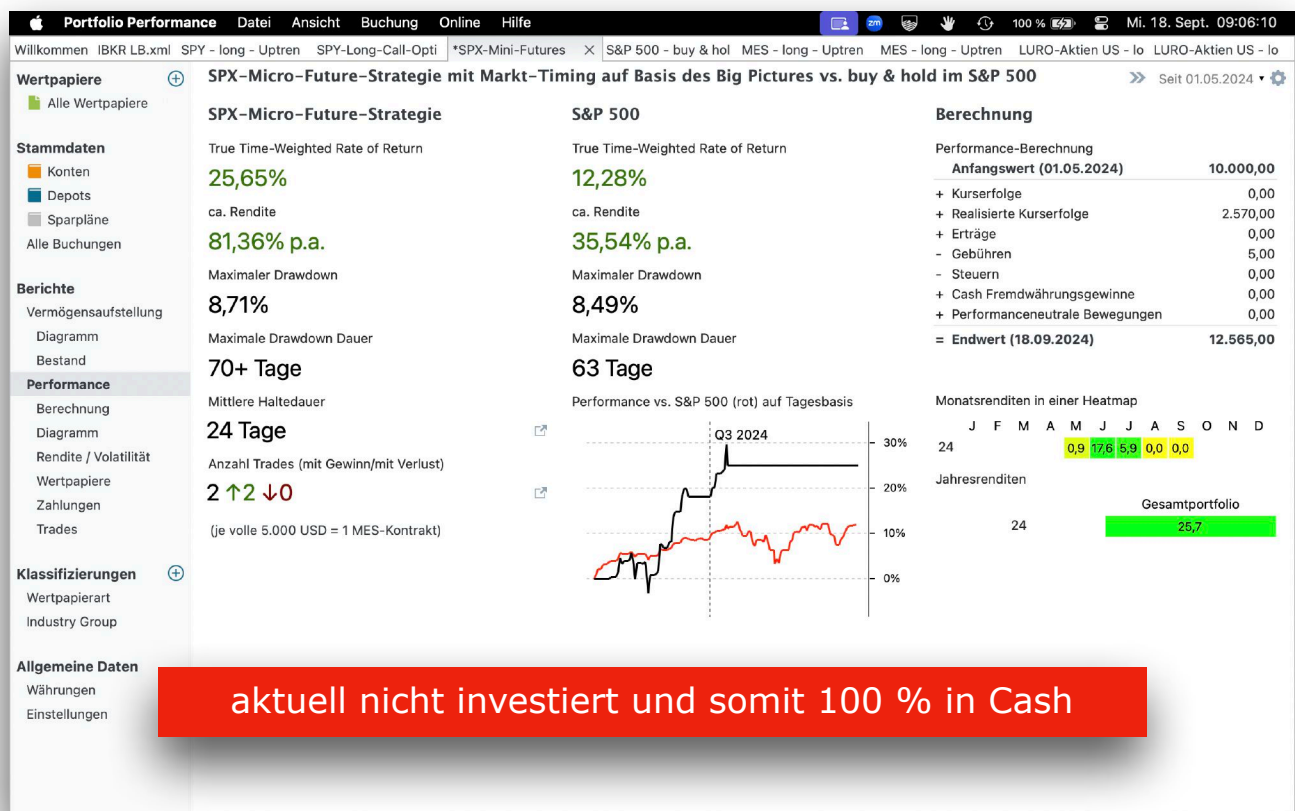 Portfolio Performance Datei Ansicht Buchung Online Hilfe zm 100 % Mi. 18. Sept. 09:06:10
Willkommen IBKR LB.xml SPY - long - Uptren SPY-Long-Call-Opti *SPX-Mini-Futures S&P 500 - buy & hol MES - long - Uptren MES - long - Uptren LURO-Aktien US - lo LURO-Aktien US - lo
Wertpapiere
Alle Wertpapiere
Stammdaten
Konten
Depots
Sparpläne
Alle Buchungen
Berichte
Vermögensaufstellung
Diagramm
Bestand
Performance
Berechnung
Diagramm
Rendite / Volatilität
Wertpapiere
Zahlungen
Trades
Klassifizierungen
Wertpapierart
Industry Group
Allgemeine Daten
Währungen
Einstellungen
SPX-Micro-Future-Strategie mit Markt-Timing auf Basis des Big Pictures vs. buy & hold im S&P 500
Seit 01.05.2024
SPX-Micro-Future-Strategie
True Time-Weighted Rate of Return
25,65%
ca. Rendite
81,36% p.a.
Maximaler Drawdown
8,71%
Maximale Drawdown Dauer
70+ Tage
Mittlere Haltedauer
24 Tage
Anzahl Trades (mit Gewinn/mit Verlust)
2 ↑2 ↓0
(je volle 5.000 USD = 1 MES-Kontrakt)
S&P 500
True Time-Weighted Rate of Return
12,28%
ca. Rendite
35,54% p.a.
Maximaler Drawdown
8,49%
Maximale Drawdown Dauer
63 Tage
Performance vs. S&P 500 (rot) auf Tagesbasis
Q3 2024
30%
20%
10%
0%
Berechnung
Performance-Berechnung
Anfangswert (01.05.2024) 10.000,00
+ Kurserfolge 0,00
+ Realisierte Kurserfolge 2.570,00
+ Erträge 0,00
- Gebühren 5,00
- Steuern 0,00
+ Cash Fremdwährungsgewinne 0,00
+ Performanceneutrale Bewegungen 0,00
= Endwert (18.09.2024) 12.565,00
Monatsrenditen in einer Heatmap
J F M A M J J A S O N D
24 0,9 17,6 5,9 0,0 0,0
Jahresrenditen
Gesamtportfolio
24 25,7
aktuell nicht investiert und somit 100 % in Cash